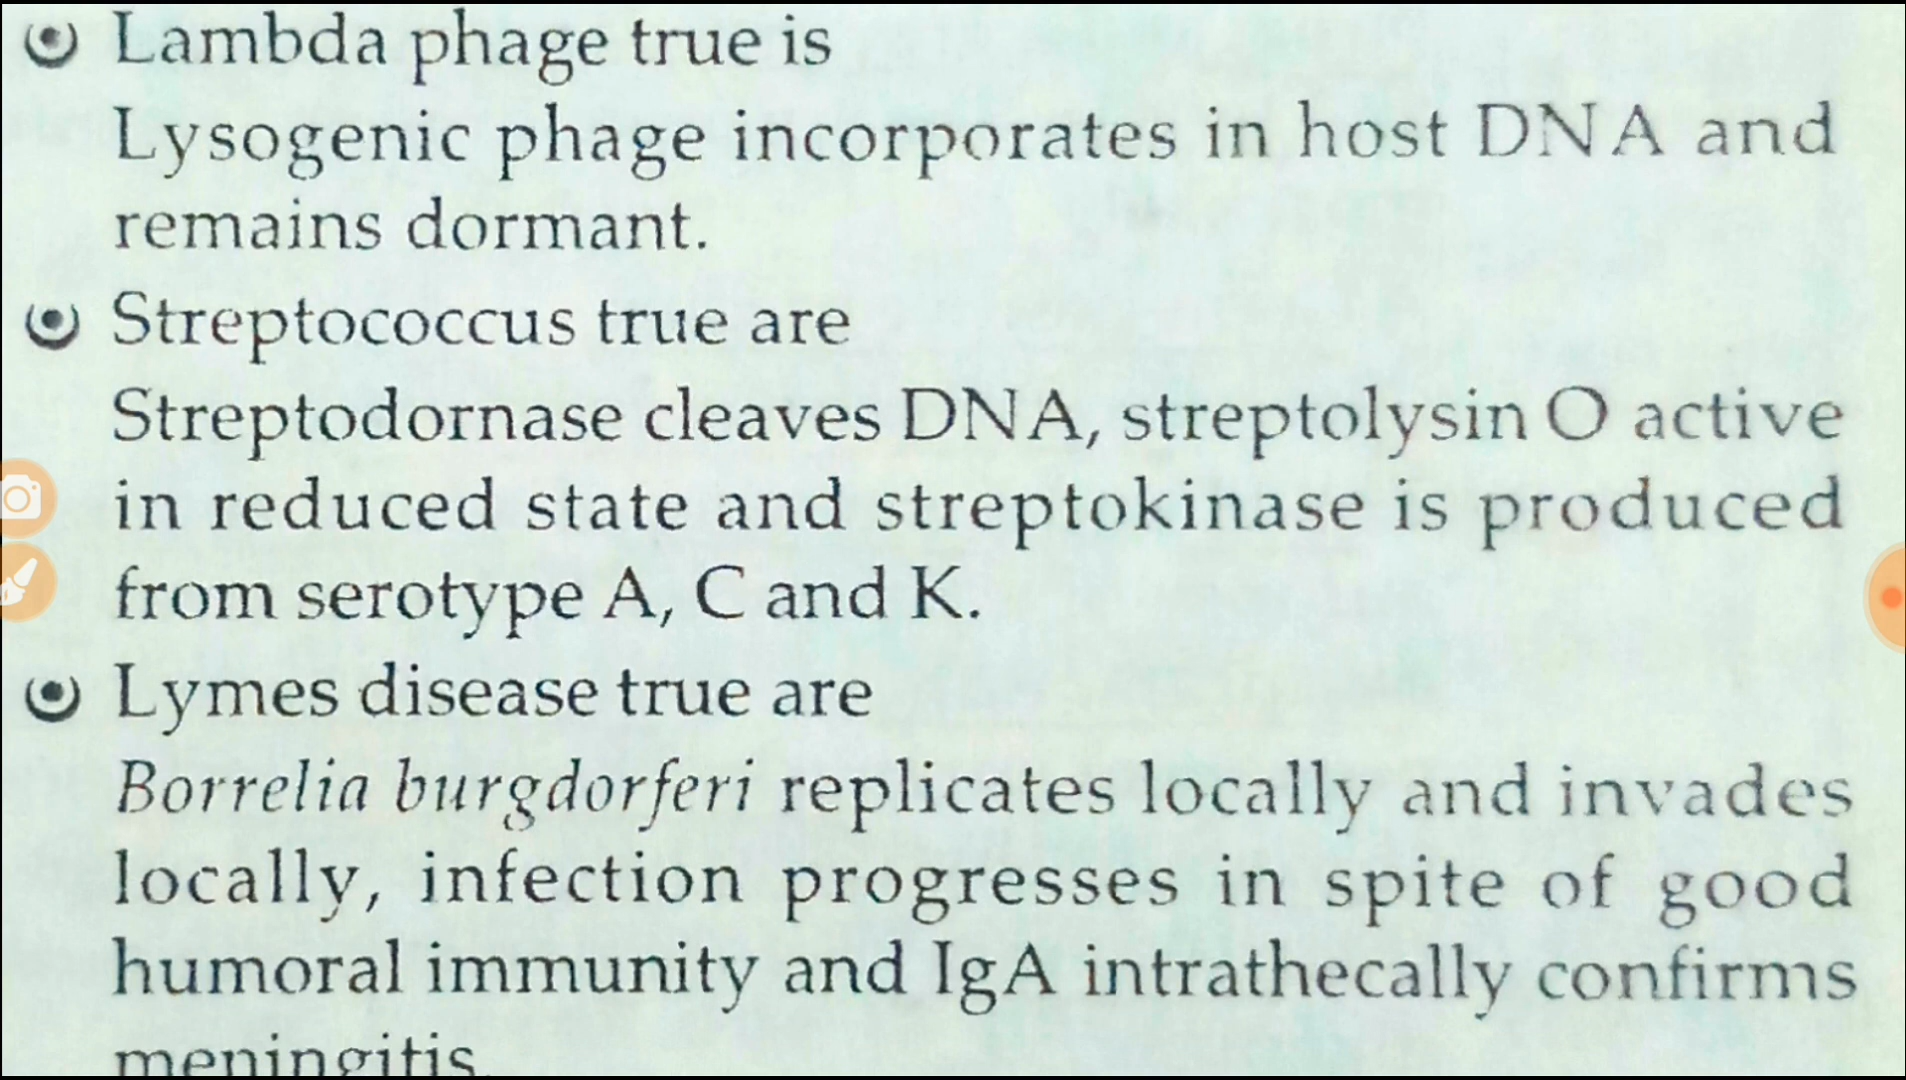 Lambda phage true is
Lysogenic phage incorporates in host DNA and
remains dormant.
Streptococcus true are
Streptodornase cleaves DNA, streptolysin O active
in reduced state and streptokinase is produced
from serotype A, C and K.
Lymes disease true are
Borrelia burgdorferi replicates locally and invades
locally, infection progresses in spite of good
humoral immunity and IgA intrathecally confirms
meningitis.